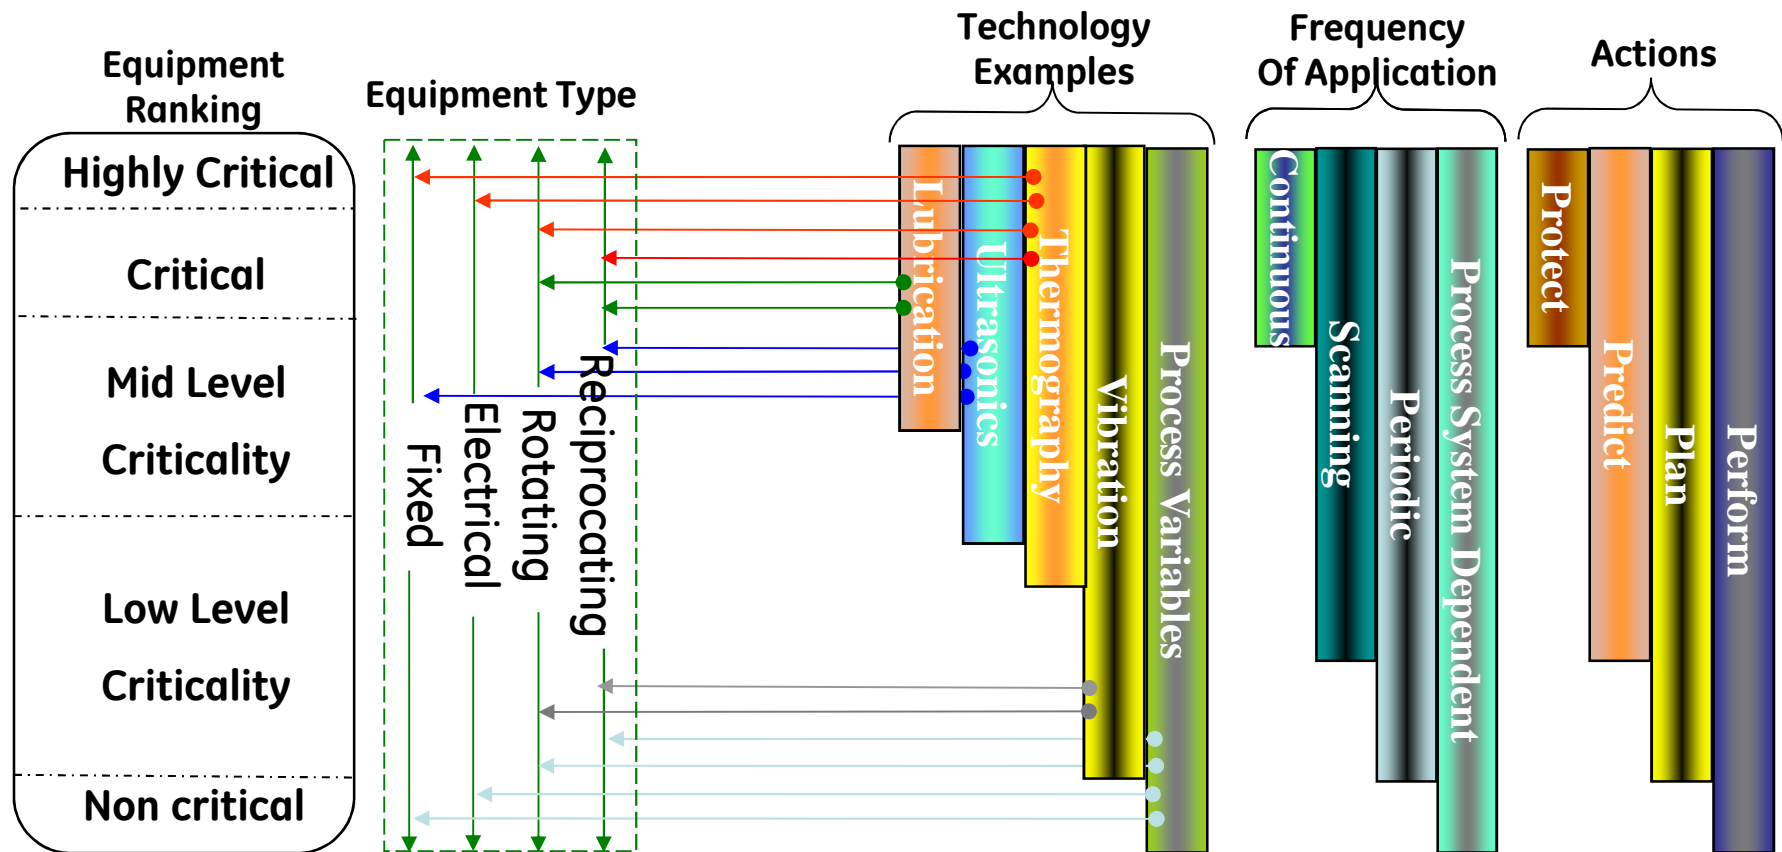 Equipment
Ranking
Highly Critical
Critical
Mid Level
Criticality
Low Level
Criticality
Non critical
Equipment Type
Fixed
Electrical
Rotating
Reciprocating
Technology
Examples
Lubrication
Ultrasonics
Thermography
Vibration
Process Variables
Frequency
Of Application
Continuous
Scanning
Periodic
Process System Dependent
Actions
Protect
Predict
Plan
Perform